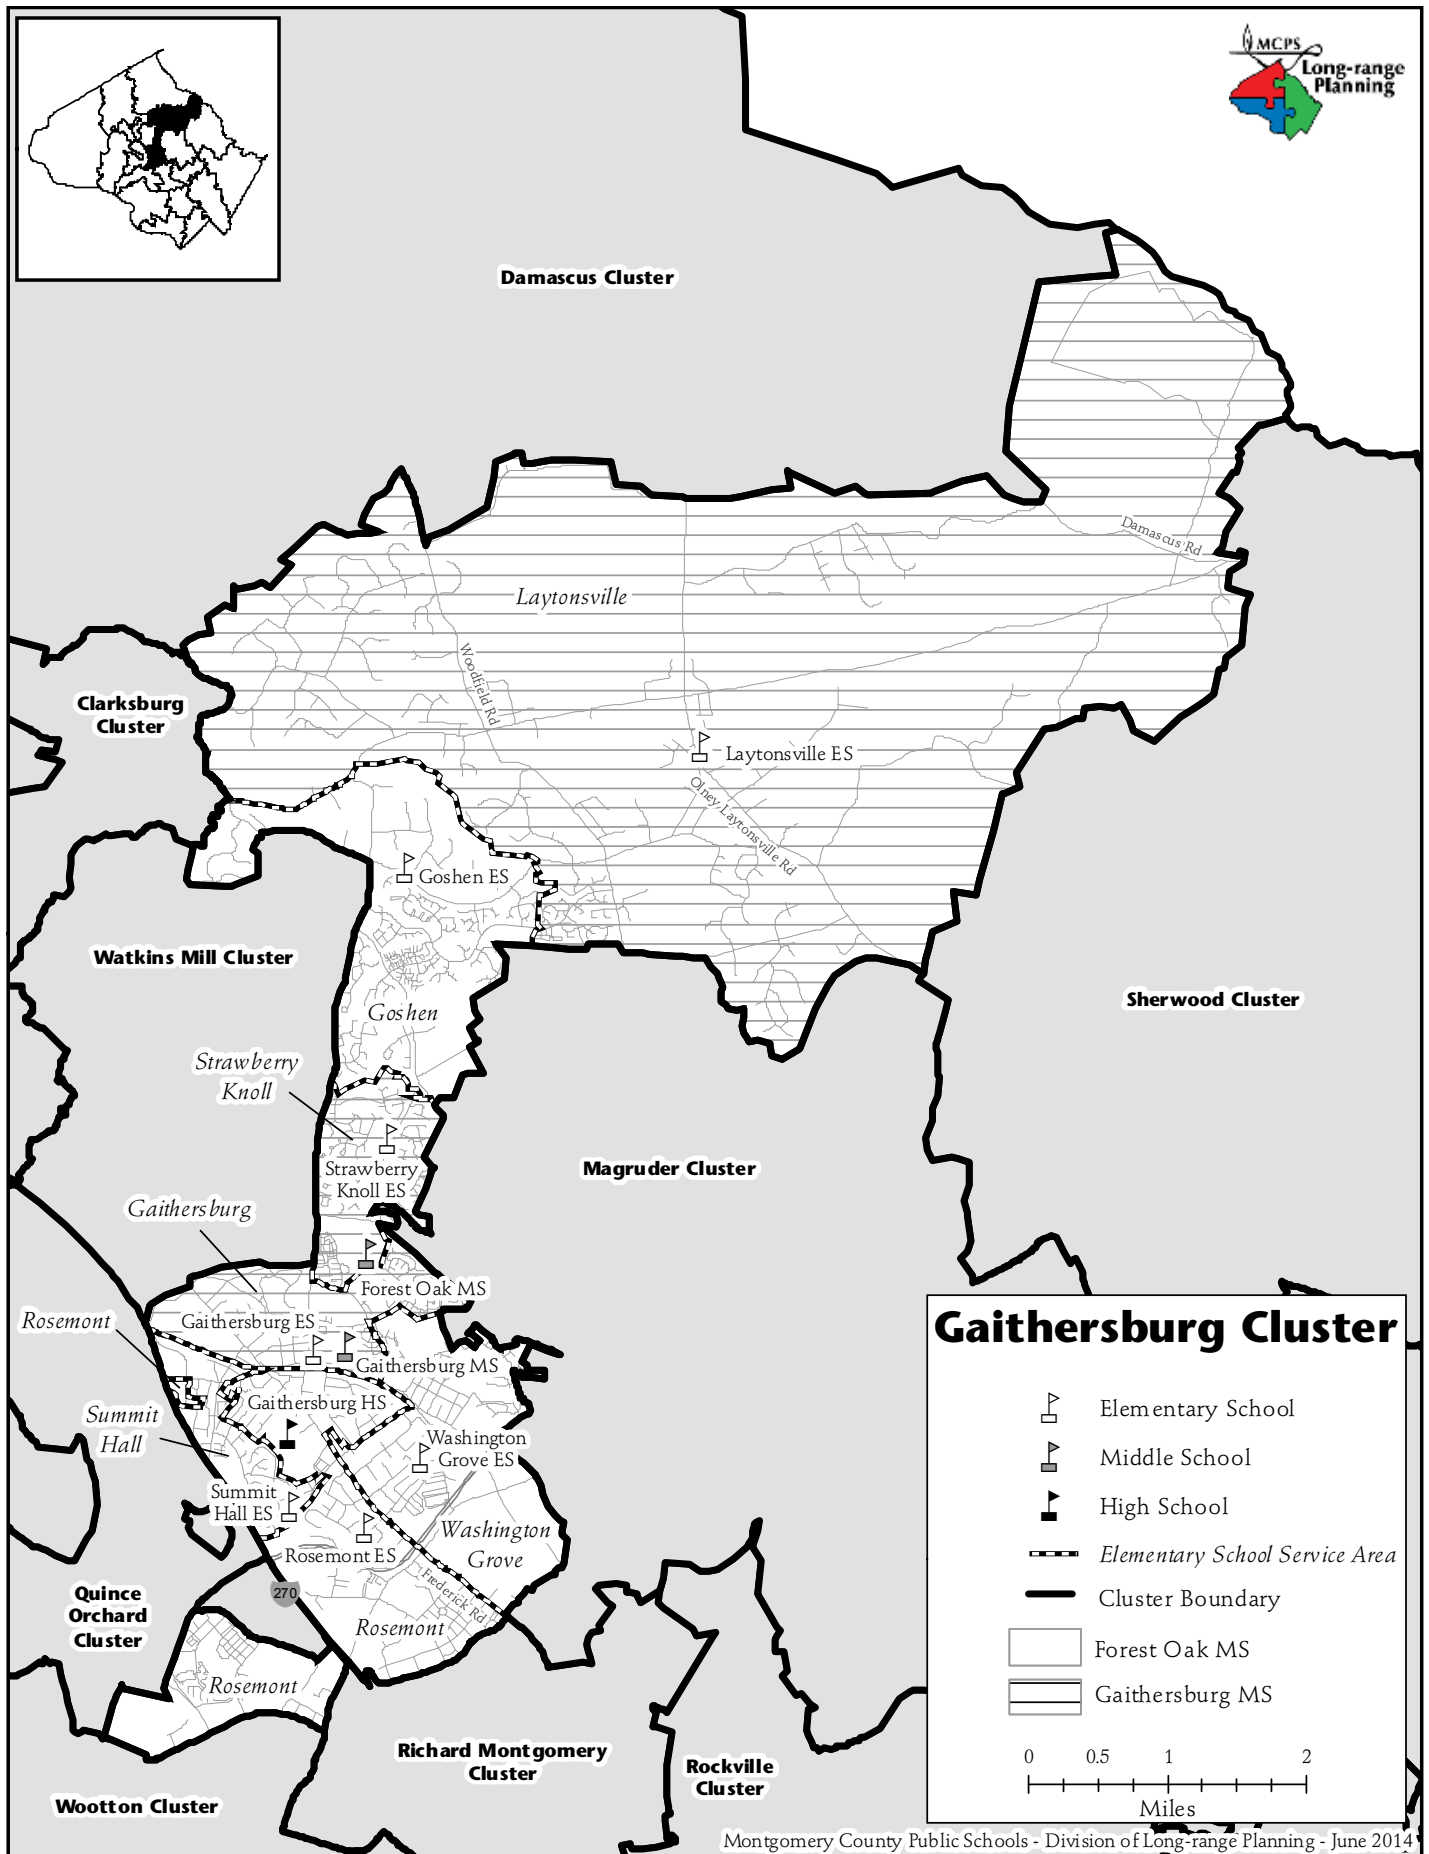 MCPS
Long-range
Planning
Damascus Cluster
Damascus Rd
Laytonsville
Woodfield Rd
Clarksburg
Cluster
Laytonsville ES
Olney Laytonsville Rd
Goshen ES
Watkins Mill Cluster
Sherwood Cluster
Goshen
Strawberry
Knoll
Strawberry
Knoll ES
Magruder Cluster
Gaithersburg
Forest Oak MS
Rosemont
Gaithersburg ES
Gaithersburg MS
Gaithersburg HS
Summit
Hall
Washington
Grove ES
Summit
Hall ES
Washington
Grove
Rosemont ES
Frederick Rd
270
Quince
Orchard
Cluster
Rosemont
Rosemont
Richard Montgomery
Cluster
Rockville
Cluster
Wootton Cluster
Gaithersburg Cluster
Elementary School
Middle School
High School
Elementary School Service Area
Cluster Boundary
Forest Oak MS
Gaithersburg MS
0 0.5 1 2
Miles
Montgomery County Public Schools - Division of Long-range Planning - June 2014